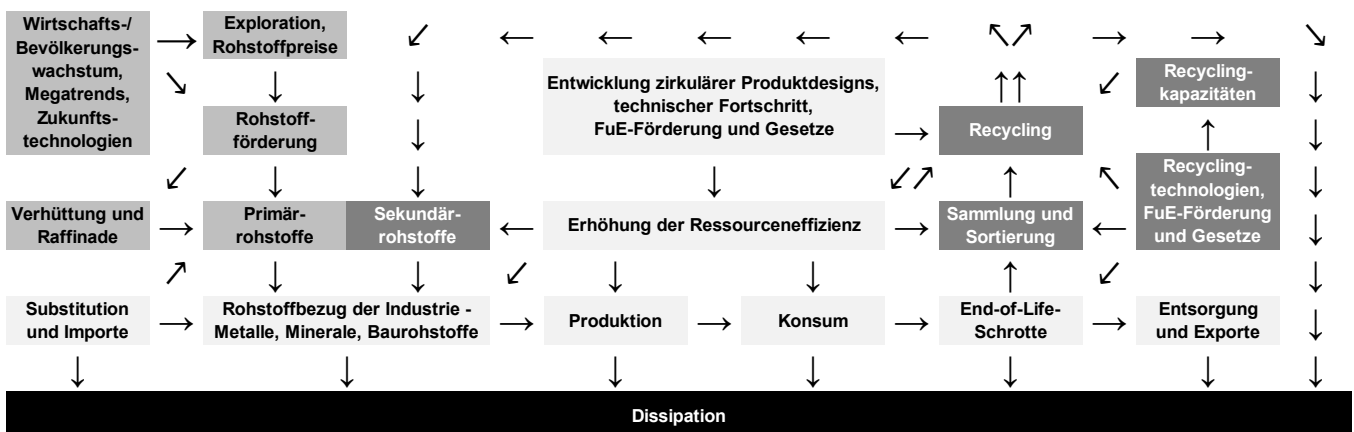 Wirtschafts-/
Bevölkerungs-
wachstum,
Megatrends,
Zukunfts-
technologien
Exploration,
Rohstoffpreise
Rohstoff-
förderung
Entwicklung zirkulärer Produktdesigns,
technischer Fortschritt,
FuE-Förderung und Gesetze
Recycling
Recycling-
kapazitäten
Recycling-
technologien,
FuE-Förderung
und Gesetze
Verhüttung und
Raffinade
Primär-
rohstoffe
Sekundär-
rohstoffe
Erhöhung der Ressourceneffizienz
Sammlung und
Sortierung
Substitution
und Importe
Rohstoffbezug der Industrie -
Metalle, Minerale, Baurohstoffe
Produktion
Konsum
End-of-Life-
Schrotte
Entsorgung
und Exporte
Dissipation